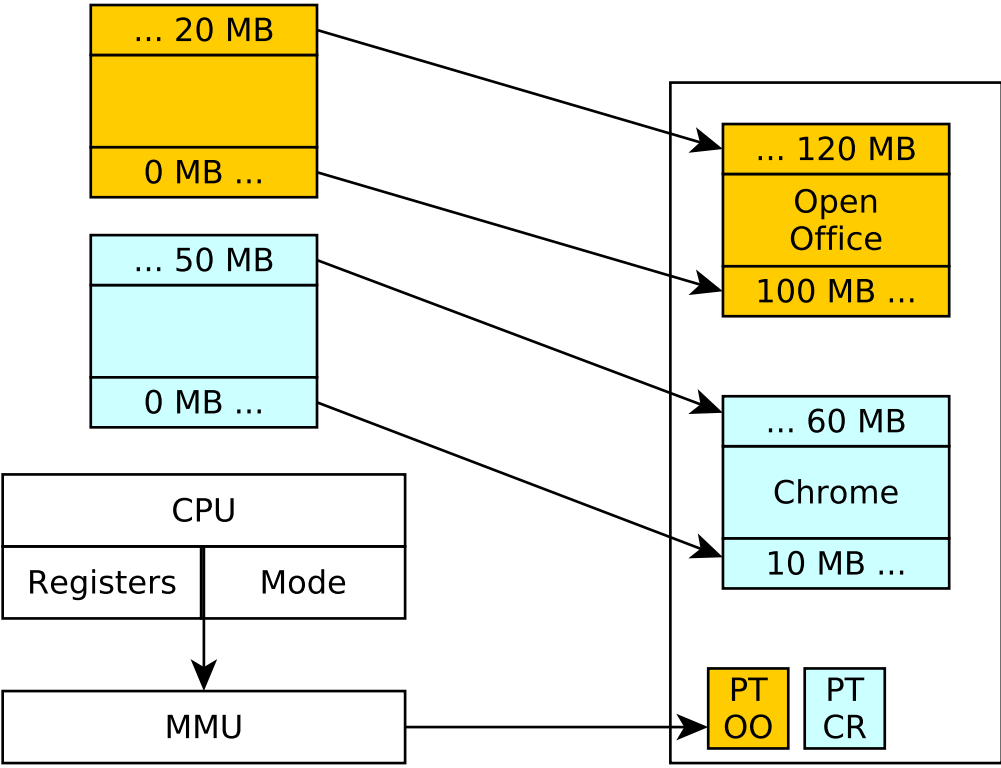 ... 20 MB
0 MB ...
... 50 MB
0 MB ...
CPU
Registers
Mode
MMU
... 120 MB
Open
Office
100 MB ...
... 60 MB
Chrome
10 MB ...
PT
OO
PT
CR